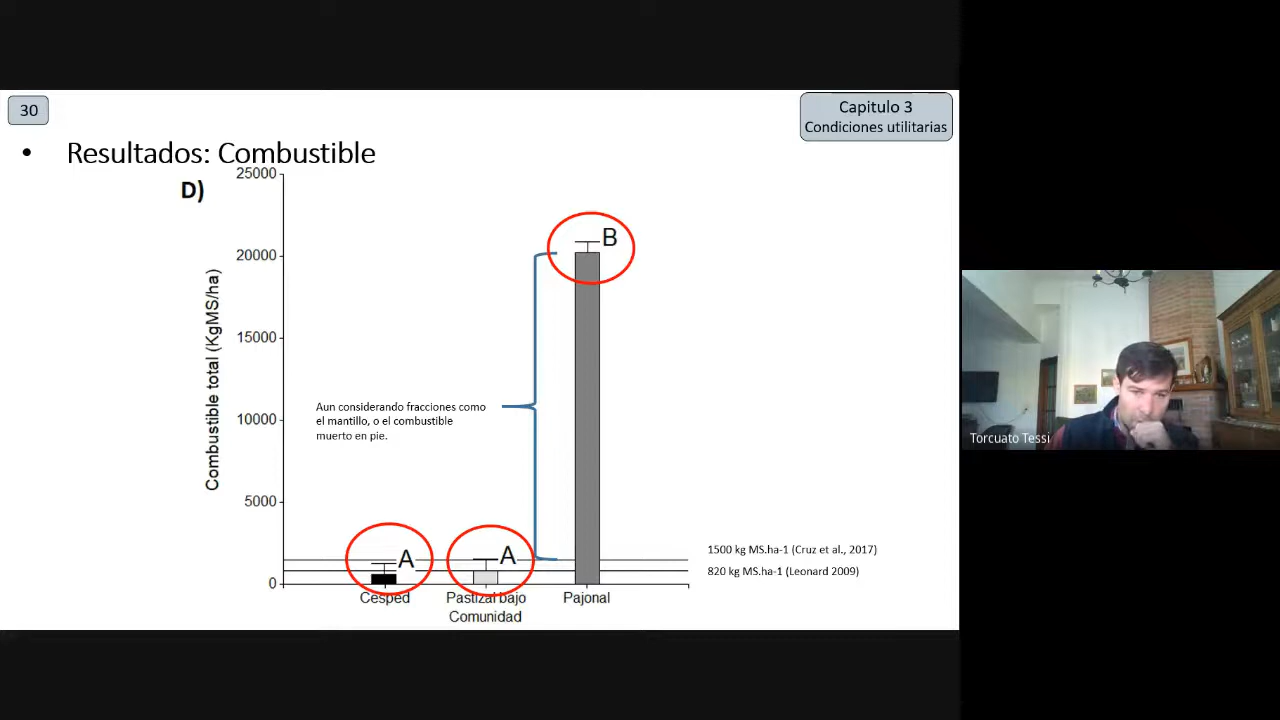 30
Capitulo 3
Condiciones utilitarias
• Resultados: Combustible
D)
25000
20000
15000
10000
5000
0
Combustible total (KgMS/ha)
B
A
A
Aun considerando fracciones como
el mantillo, o el combustible
muerto en pie.
1500 kg MS.ha-1 (Cruz et al., 2017)
820 kg MS.ha-1 (Leonard 2009)
Cesped
Pastizal bajo
Pajonal
Comunidad
Torcuato Tessi